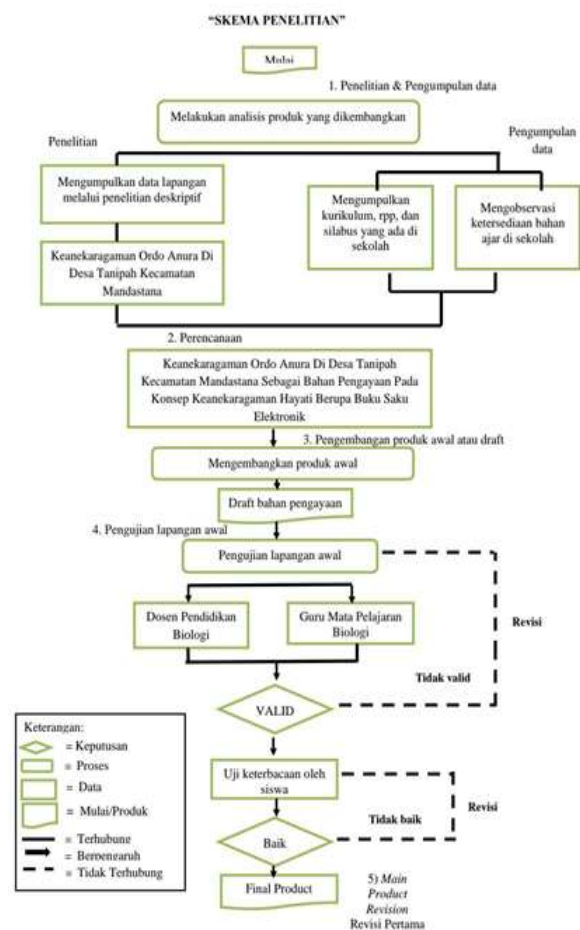 “SKEMA PENELITIAN”
Mulai
1. Penelitian & Pengumpulan data
Melakukan analisis produk yang dikembangkan
Penelitian
Pengumpulan
data
Mengumpulkan data lapangan
melalui penelitian deskriptif
Mengumpulkan
kurikulum, rpp, dan
silabus yang ada di
sekolah
Mengobservasi
ketersediaan bahan
ajar di sekolah
Keanekaragaman Ordo Anura Di
Desa Tanipah Kecamatan
Mandastana
2. Perencanaan
Keanekaragaman Ordo Anura Di Desa Tanipah
Kecamatan Mandastana Sebagai Bahan Pengayaan Pada
Konsep Keanekaragaman Hayati Berupa Buku Saku
Elektronik
3. Pengembangan produk awal atau draft
Mengembangkan produk awal
Draft bahan pengayaan
4. Pengujian lapangan awal
Pengujian lapangan awal
Dosen Pendidikan
Biologi
Guru Mata Pelajaran
Biologi
Revisi
Tidak valid
VALID
Uji keterbacaan oleh
siswa
Tidak baik
Revisi
Baik
Final Product
5) Main
Product
Revision
Revisi Pertama
Keterangan:
= Keputusan
= Proses
= Data
= Mulai/Produk
= Terhubung
= Berpengaruh
= Tidak Terhubung